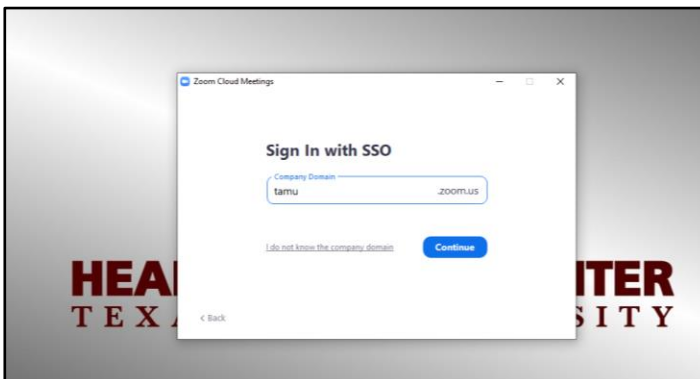 Zoom Cloud Meetings
Sign In with SSO
Company Domain
tamu .zoom.us
I do not know the company domain Continue
HEA ITER
TEX SITY
< Back